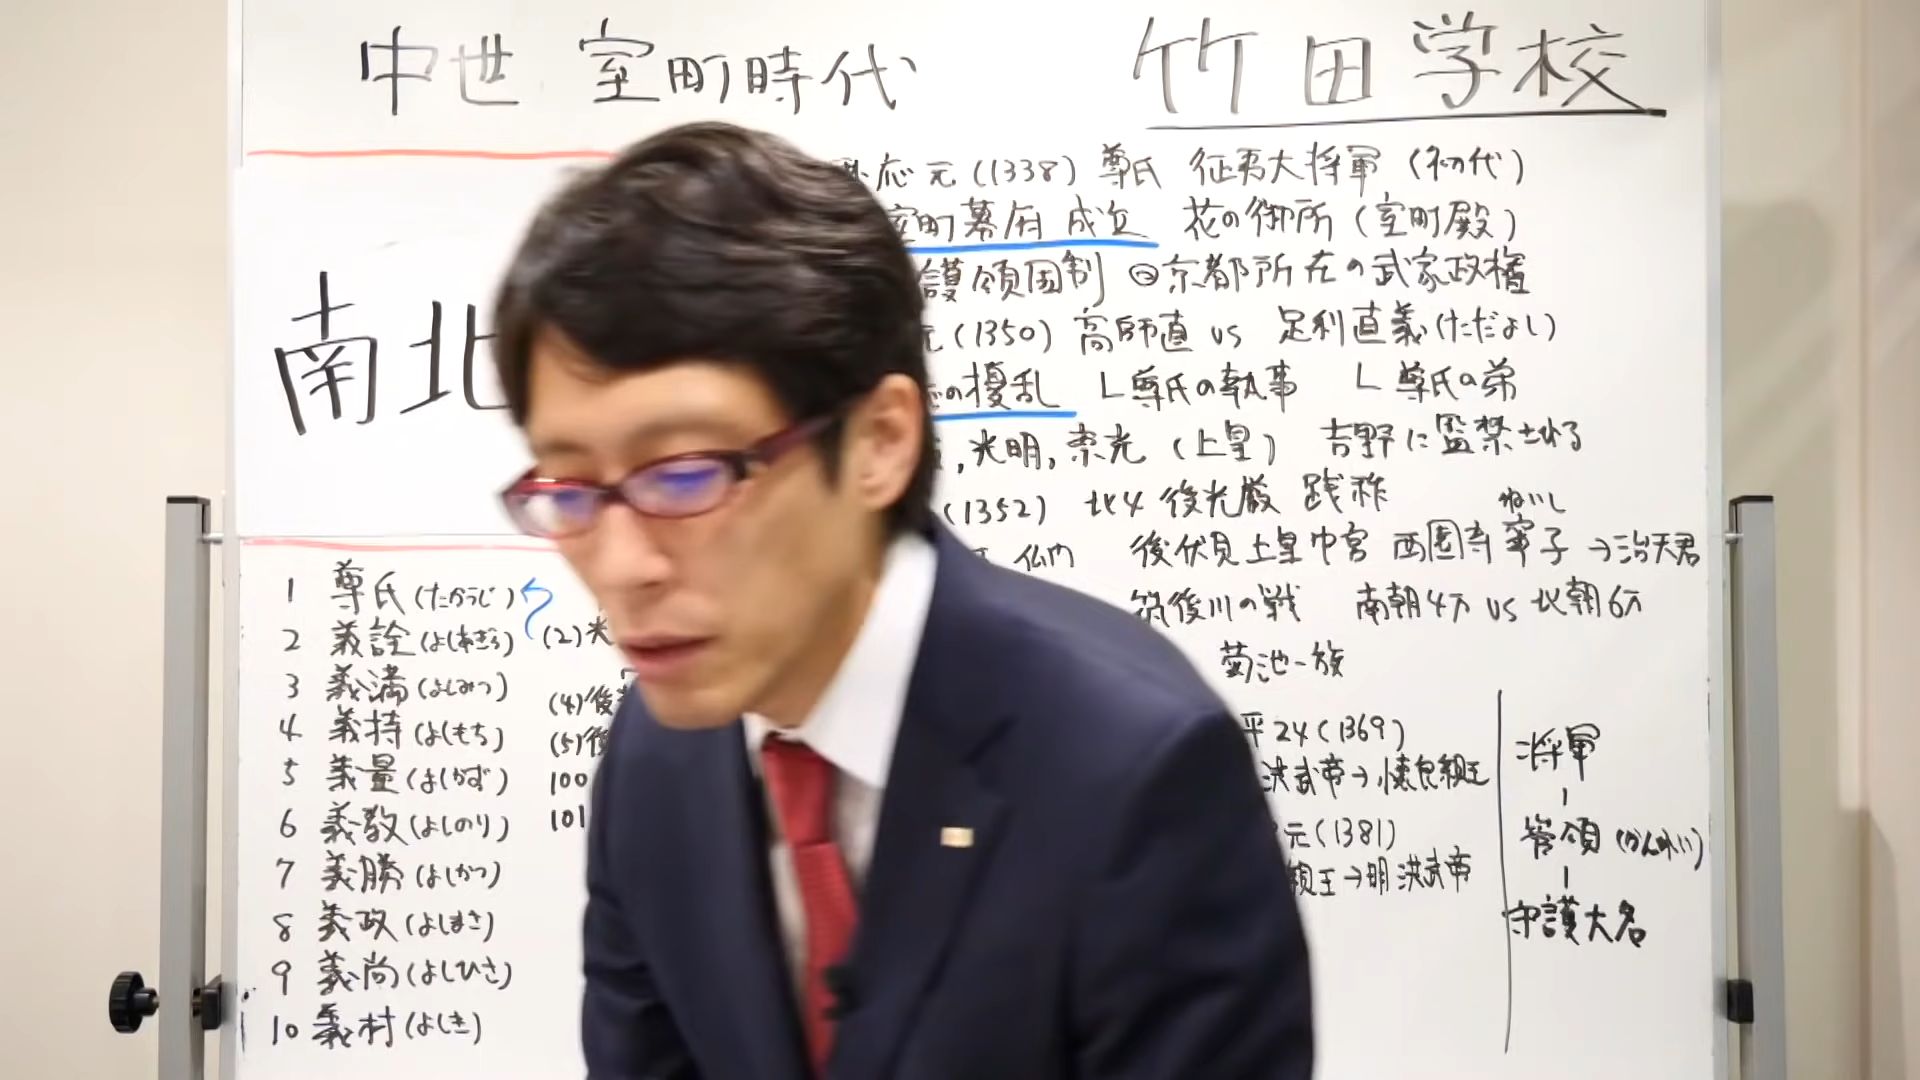 中世 室町時代
竹田学校
南北
応元(1338) 尊氏 征夷大将軍 (初代)
室町幕府 成立 花の御所 (室町殿)
護領国制 京都所在の武家政権
元(1350) 高師直 vs 足利直義(ただよし)
の擾乱 L尊氏の執事 L尊氏の弟
,光明,崇光 (上皇) 吉野に監禁される
(1352) 北4 後光厳 践祚
ねいし
後伏見上皇中宮 西園寺寧子→治天君
筑後川の戦 南朝4万 vs 北朝6万
菊池一族
平24(1369)
洪武帝→懐良親王
元(1381)
親王→明 洪武帝
将軍
管領 (かんれい)
守護大名
1 尊氏(たかうじ)
2 義詮(よしあきら) (2)光
3 義満(よしみつ) (4)後
4 義持(よしもち) (5)後
5 義量(よしかず) 100
6 義教(よしのり) 101
7 義勝(よしかつ)
8 義政(よしまさ)
9 義尚(よしひさ)
10 義材(よしき)